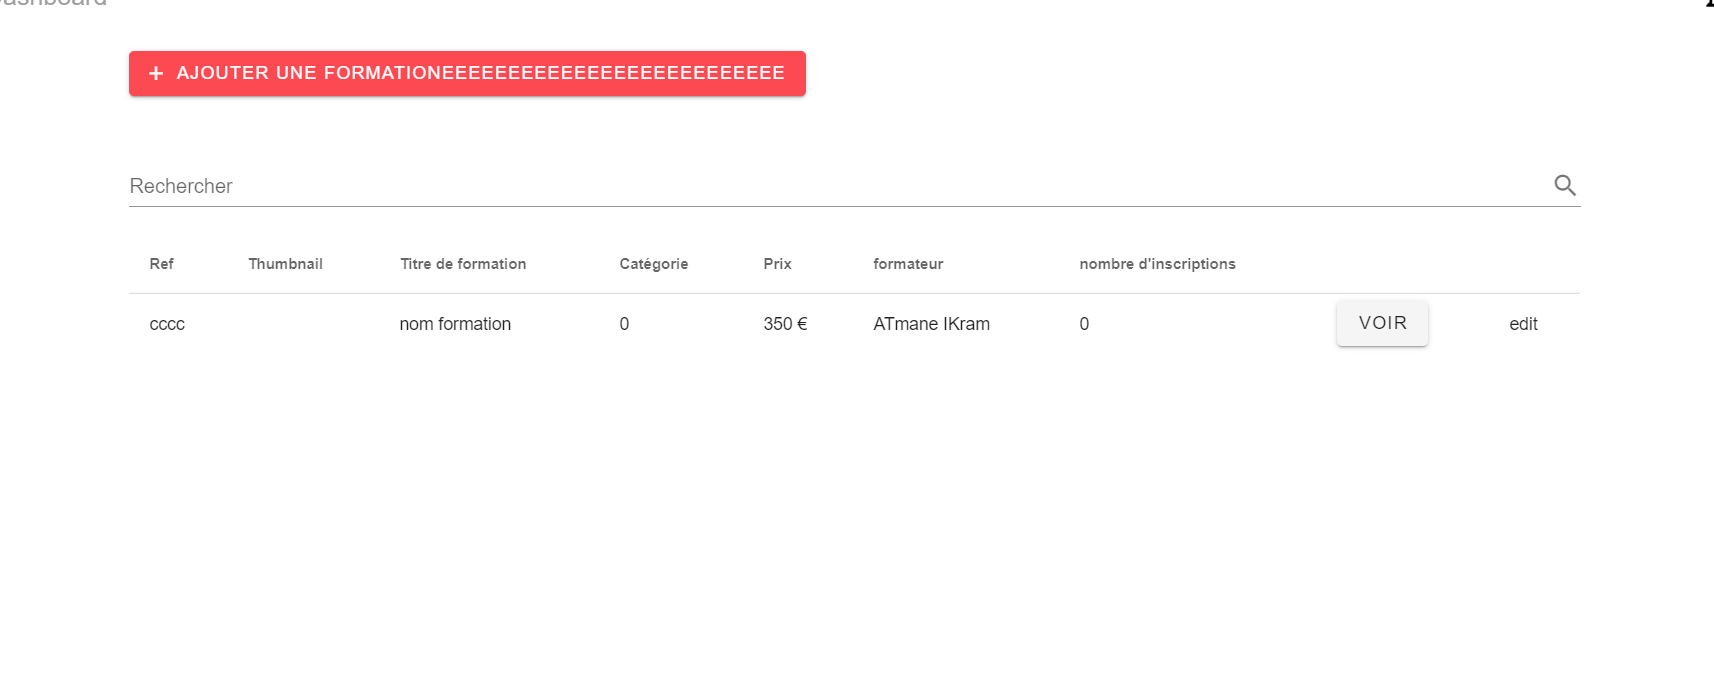 AJOUTER UNE FORMATIONEEEEEEEEEEEEEEEEEEEEEEEEEE
Rechercher
Ref Thumbnail Titre de formation Catégorie Prix formateur nombre d'inscriptions
cccc nom formation 0 350 € ATmane IKram 0 VOIR edit